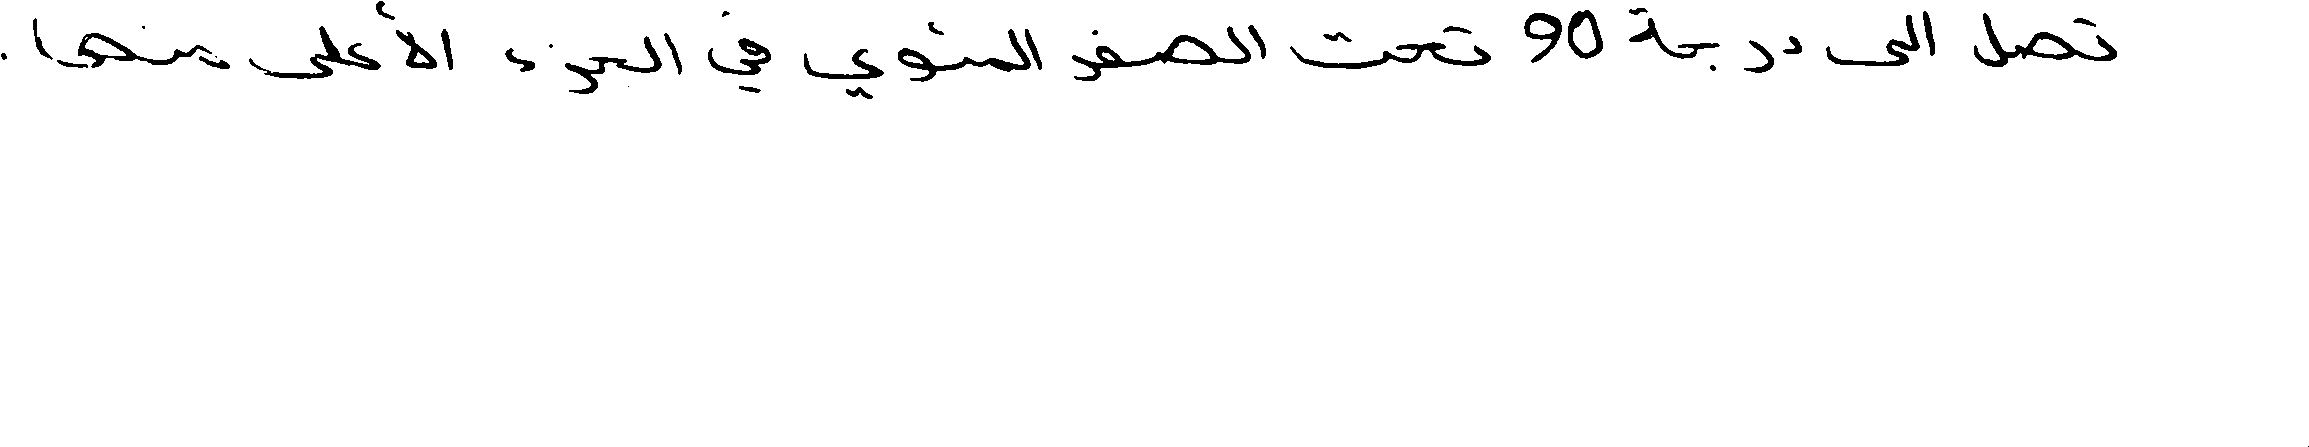 تصل الى درجة 90 تحت الصفر المئوي في الجزء الأعلى منها.